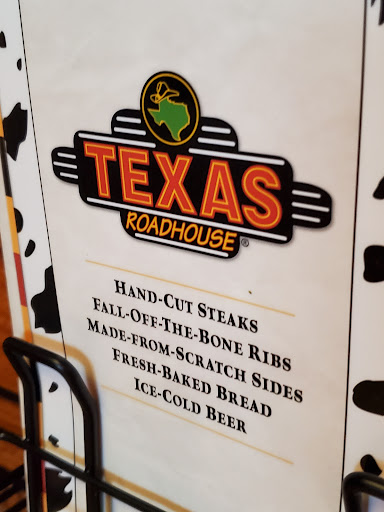 TEXAS
ROADHOUSE®
HAND-CUT STEAKS
FALL-OFF-THE-BONE RIBS
MADE-FROM-SCRATCH SIDES
FRESH-BAKED BREAD
ICE-COLD BEER